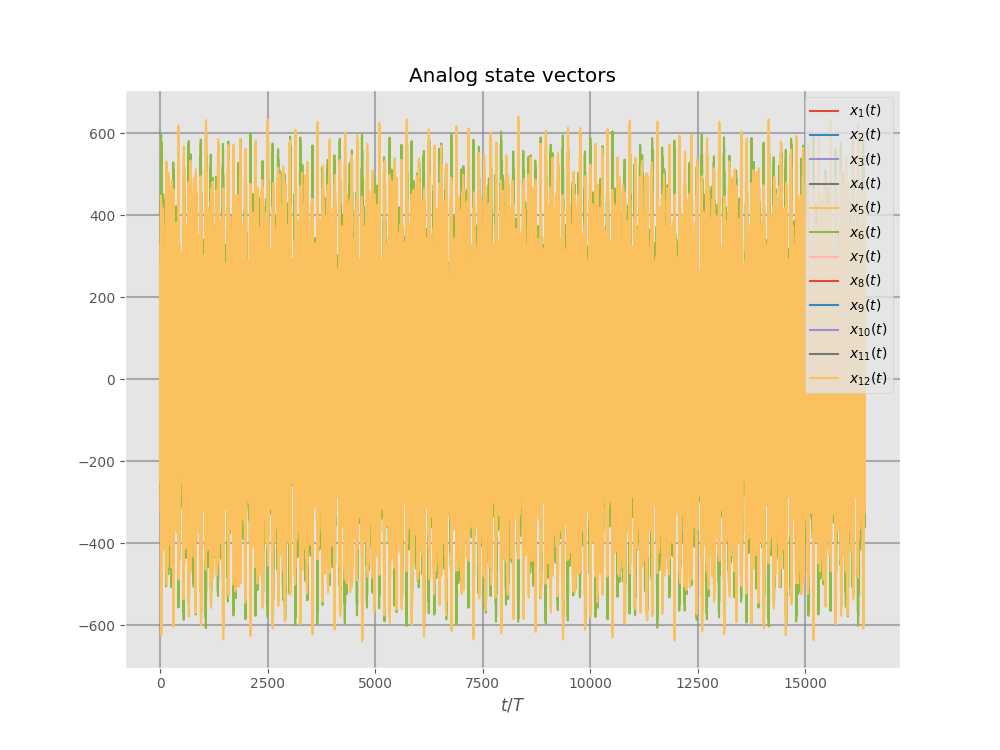 Analog state vectors
600
400
200
0
−200
−400
−600
0 2500 5000 7500 10000 12500 15000
t/T
x₁(t)
x₂(t)
x₃(t)
x₄(t)
x₅(t)
x₆(t)
x₇(t)
x₈(t)
x₉(t)
x₁₀(t)
x₁₁(t)
x₁₂(t)